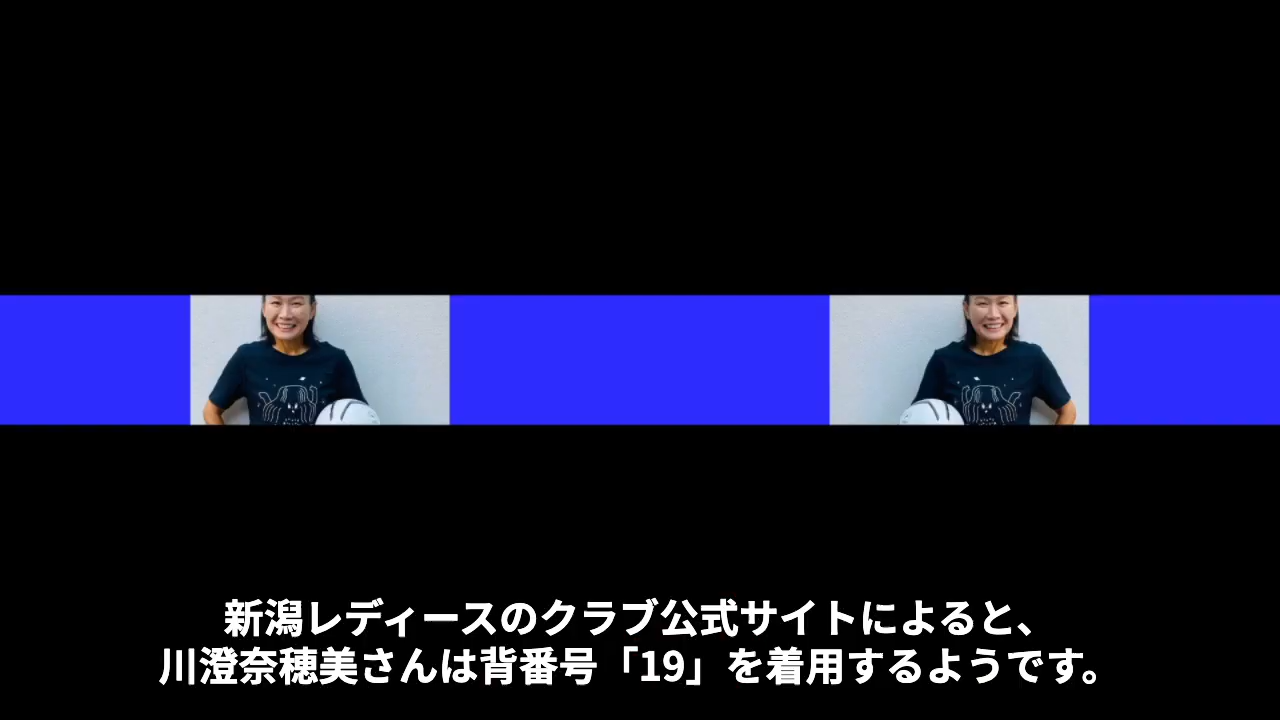 新潟レディースのクラブ公式サイトによると、
川澄奈穂美さんは背番号「19」を着用するようです。